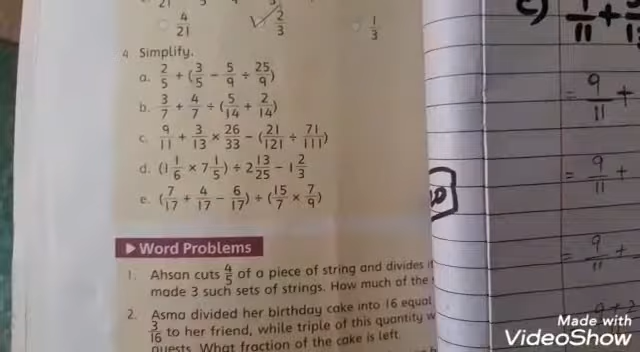 4/21 2/3 1/3
4. Simplify.
a. 2/5 + (3/5 − 5/9 ÷ 25/9)
b. 3/7 + 4/7 ÷ (5/14 + 2/14)
c. 9/11 + 3/13 × 26/33 − (21/121 ÷ 71/111)
d. (1 1/6 × 7 1/5) ÷ 2 13/25 − 1 2/3
e. (7/17 + 4/17 − 6/17) ÷ (15/7 × 7/9)
▶ Word Problems
1. Ahsan cuts 4/5 of a piece of string and divides
made 3 such sets of strings. How much of the
2. Asma divided her birthday cake into 16 equal
3/16 to her friend, while triple of this quantity
guests. What fraction of the cake is left
= 9/11 +
= 9/11 +
= 9/11 +
Made with
VideoShow